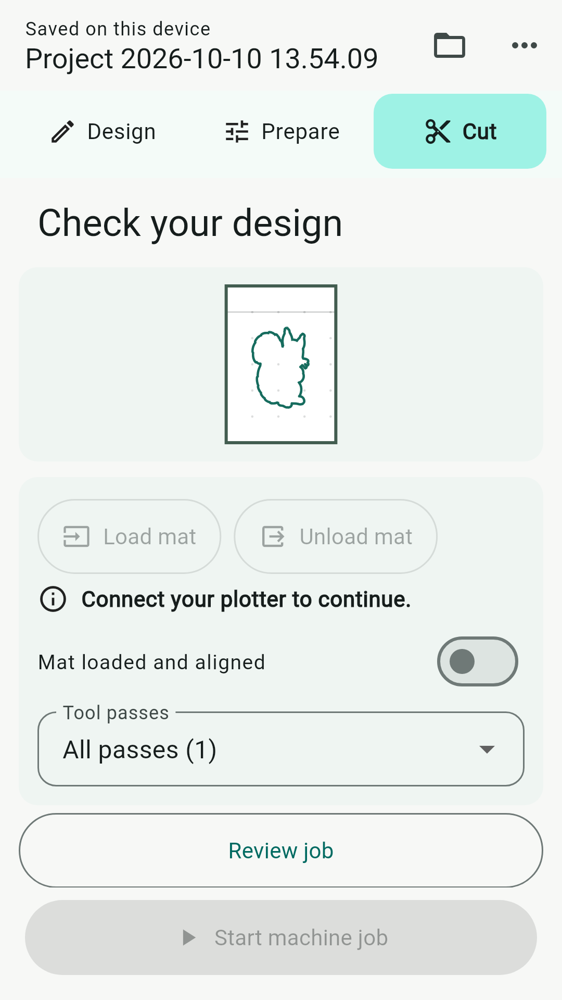 Saved on this device
Project 2026-10-10 13.54.09
Design
Prepare
Cut
Check your design
Load mat
Unload mat
Connect your plotter to continue.
Mat loaded and aligned
Tool passes
All passes (1)
Review job
Start machine job